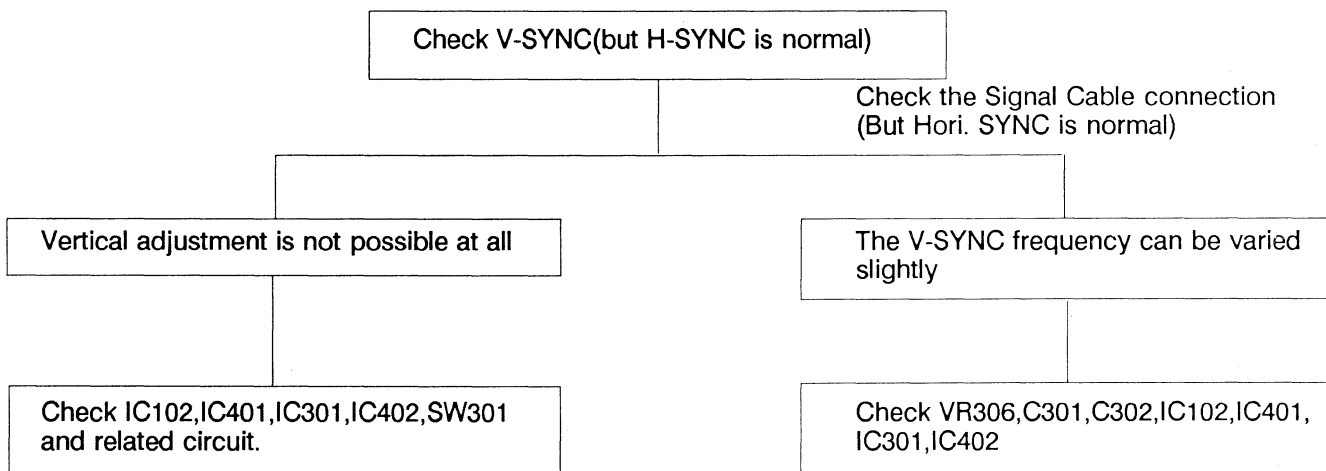 Check V-SYNC(but H-SYNC is normal)
Check the Signal Cable connection
(But Hori. SYNC is normal)
Vertical adjustment is not possible at all
The V-SYNC frequency can be varied
slightly
Check IC102,IC401,IC301,IC402,SW301
and related circuit.
Check VR306,C301,C302,IC102,IC401,
IC301,IC402